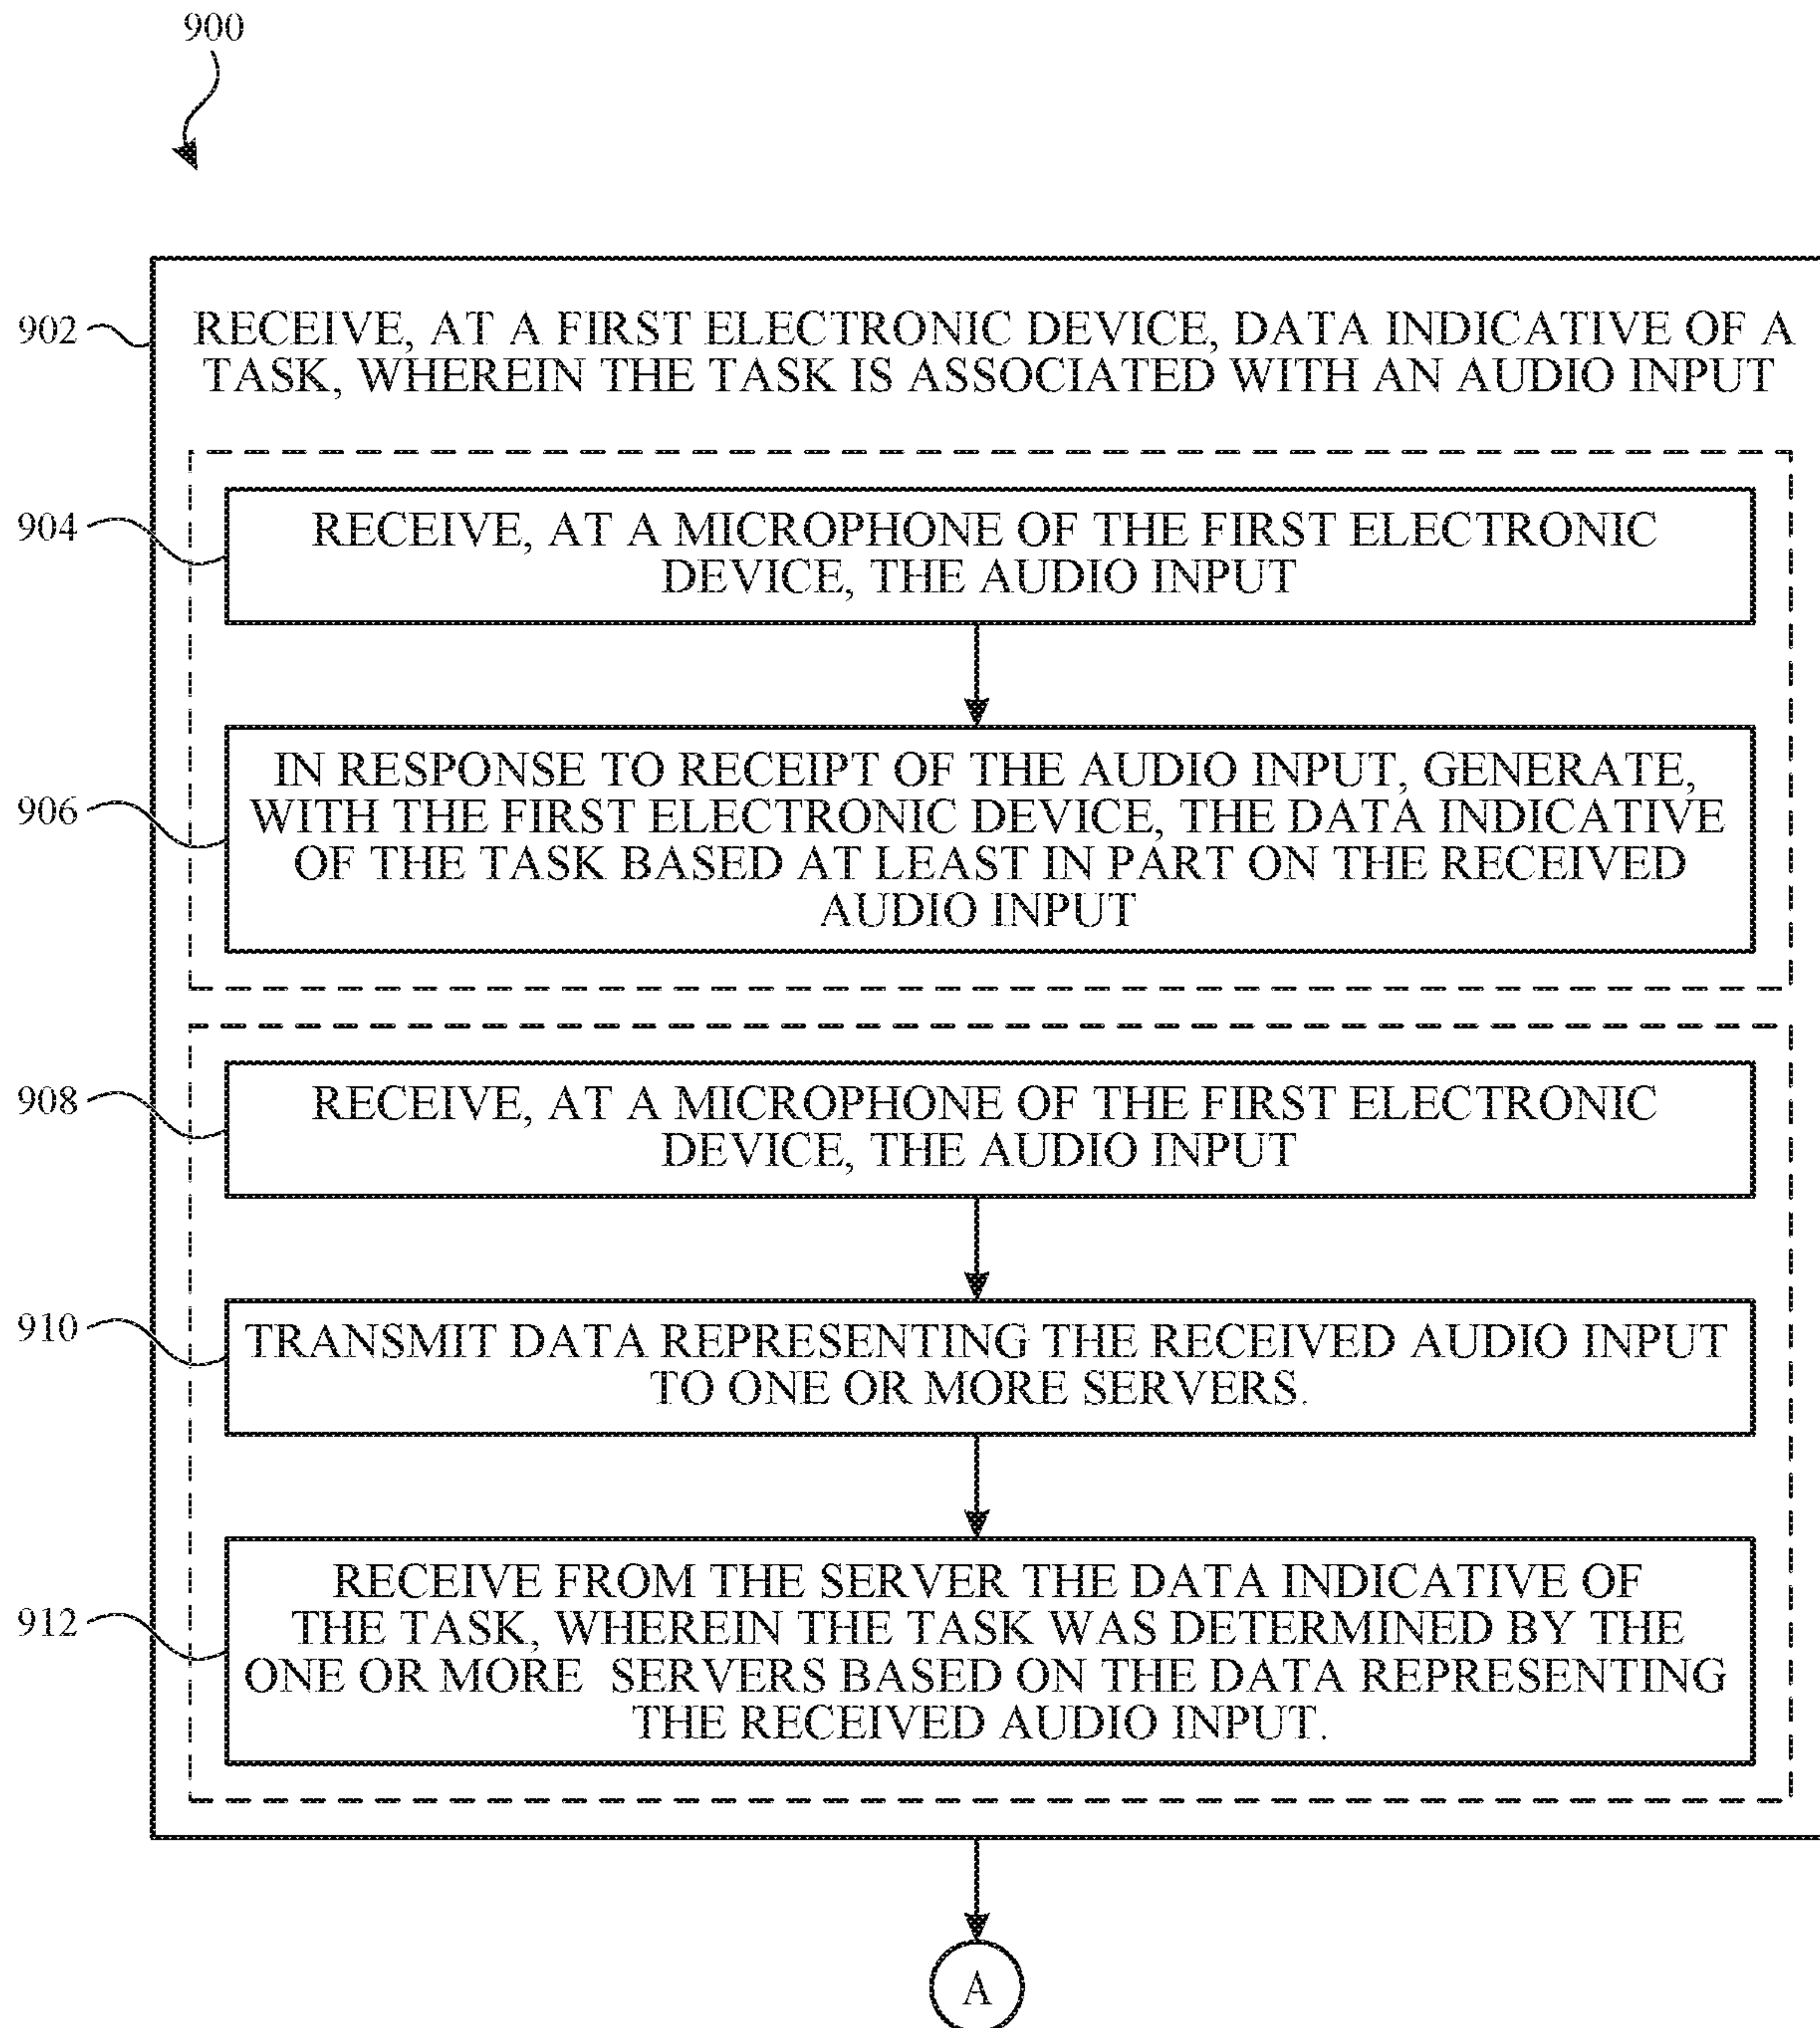 900
902
RECEIVE, AT A FIRST ELECTRONIC DEVICE, DATA INDICATIVE OF A
TASK, WHEREIN THE TASK IS ASSOCIATED WITH AN AUDIO INPUT
904
RECEIVE, AT A MICROPHONE OF THE FIRST ELECTRONIC
DEVICE, THE AUDIO INPUT
906
IN RESPONSE TO RECEIPT OF THE AUDIO INPUT, GENERATE,
WITH THE FIRST ELECTRONIC DEVICE, THE DATA INDICATIVE
OF THE TASK BASED AT LEAST IN PART ON THE RECEIVED
AUDIO INPUT
908
RECEIVE, AT A MICROPHONE OF THE FIRST ELECTRONIC
DEVICE, THE AUDIO INPUT
910
TRANSMIT DATA REPRESENTING THE RECEIVED AUDIO INPUT
TO ONE OR MORE SERVERS.
912
RECEIVE FROM THE SERVER THE DATA INDICATIVE OF
THE TASK, WHEREIN THE TASK WAS DETERMINED BY THE
ONE OR MORE SERVERS BASED ON THE DATA REPRESENTING
THE RECEIVED AUDIO INPUT.
A